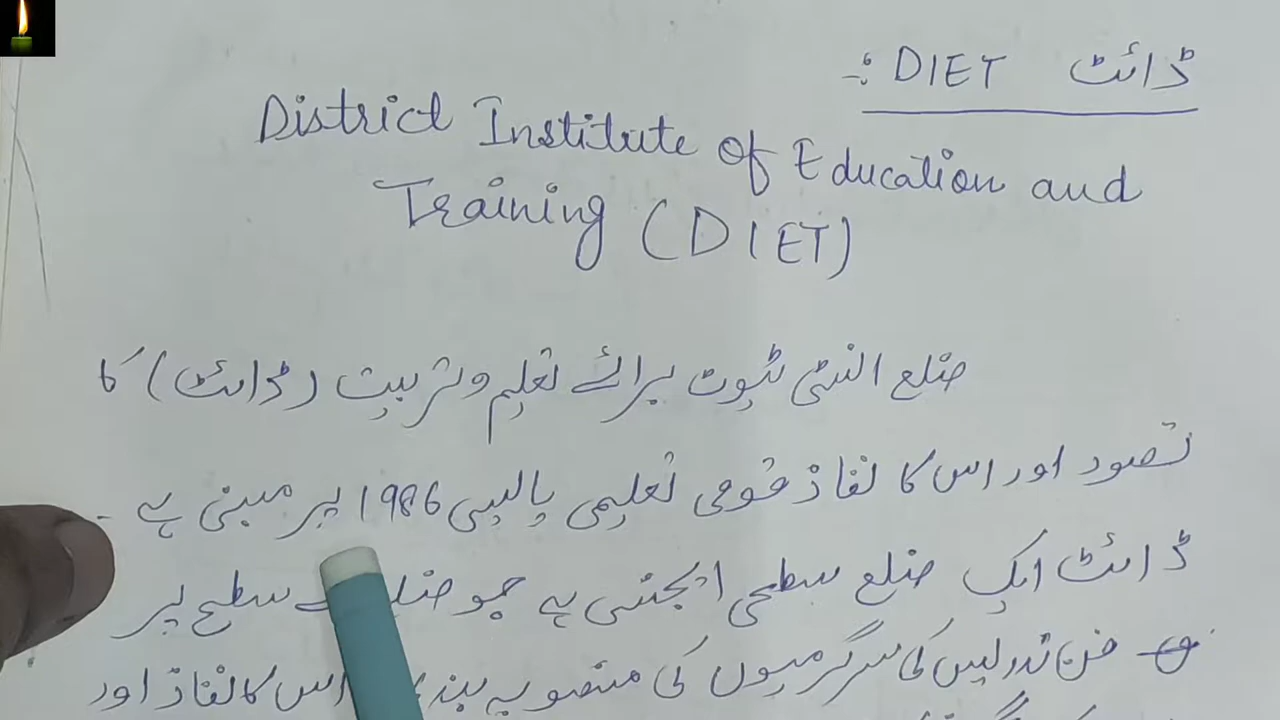 ڈائٹ DIET :-
District Institute Of Education and
Training (DIET)
ضلع انسٹی ٹیوٹ برائے تعلیم و تربیت (ڈائٹ) کا
تصور اور اس کا نفاذ قومی تعلیمی پالیسی 1986 پر مبنی ہے -
ڈائٹ ایک ضلع سطحی ایجنسی ہے جو ضلع سطح پر
فن تدریس کی سرگرمیوں کی منصوبہ اس کا نفاذ اور